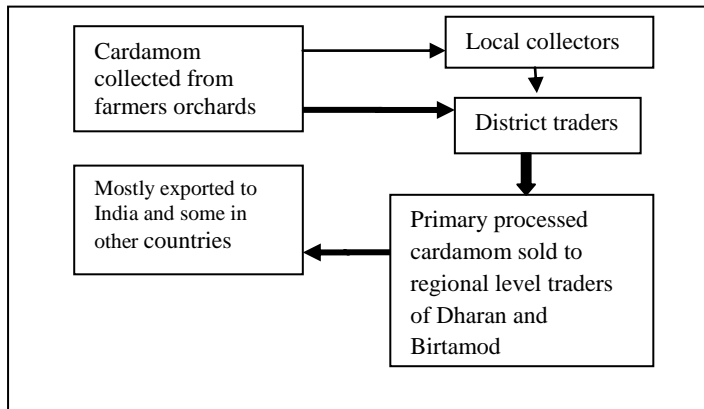 Cardamom
collected from
farmers orchards
Local collectors
District traders
Mostly exported to
India and some in
other countries
Primary processed
cardamom sold to
regional level traders
of Dharan and
Birtamod